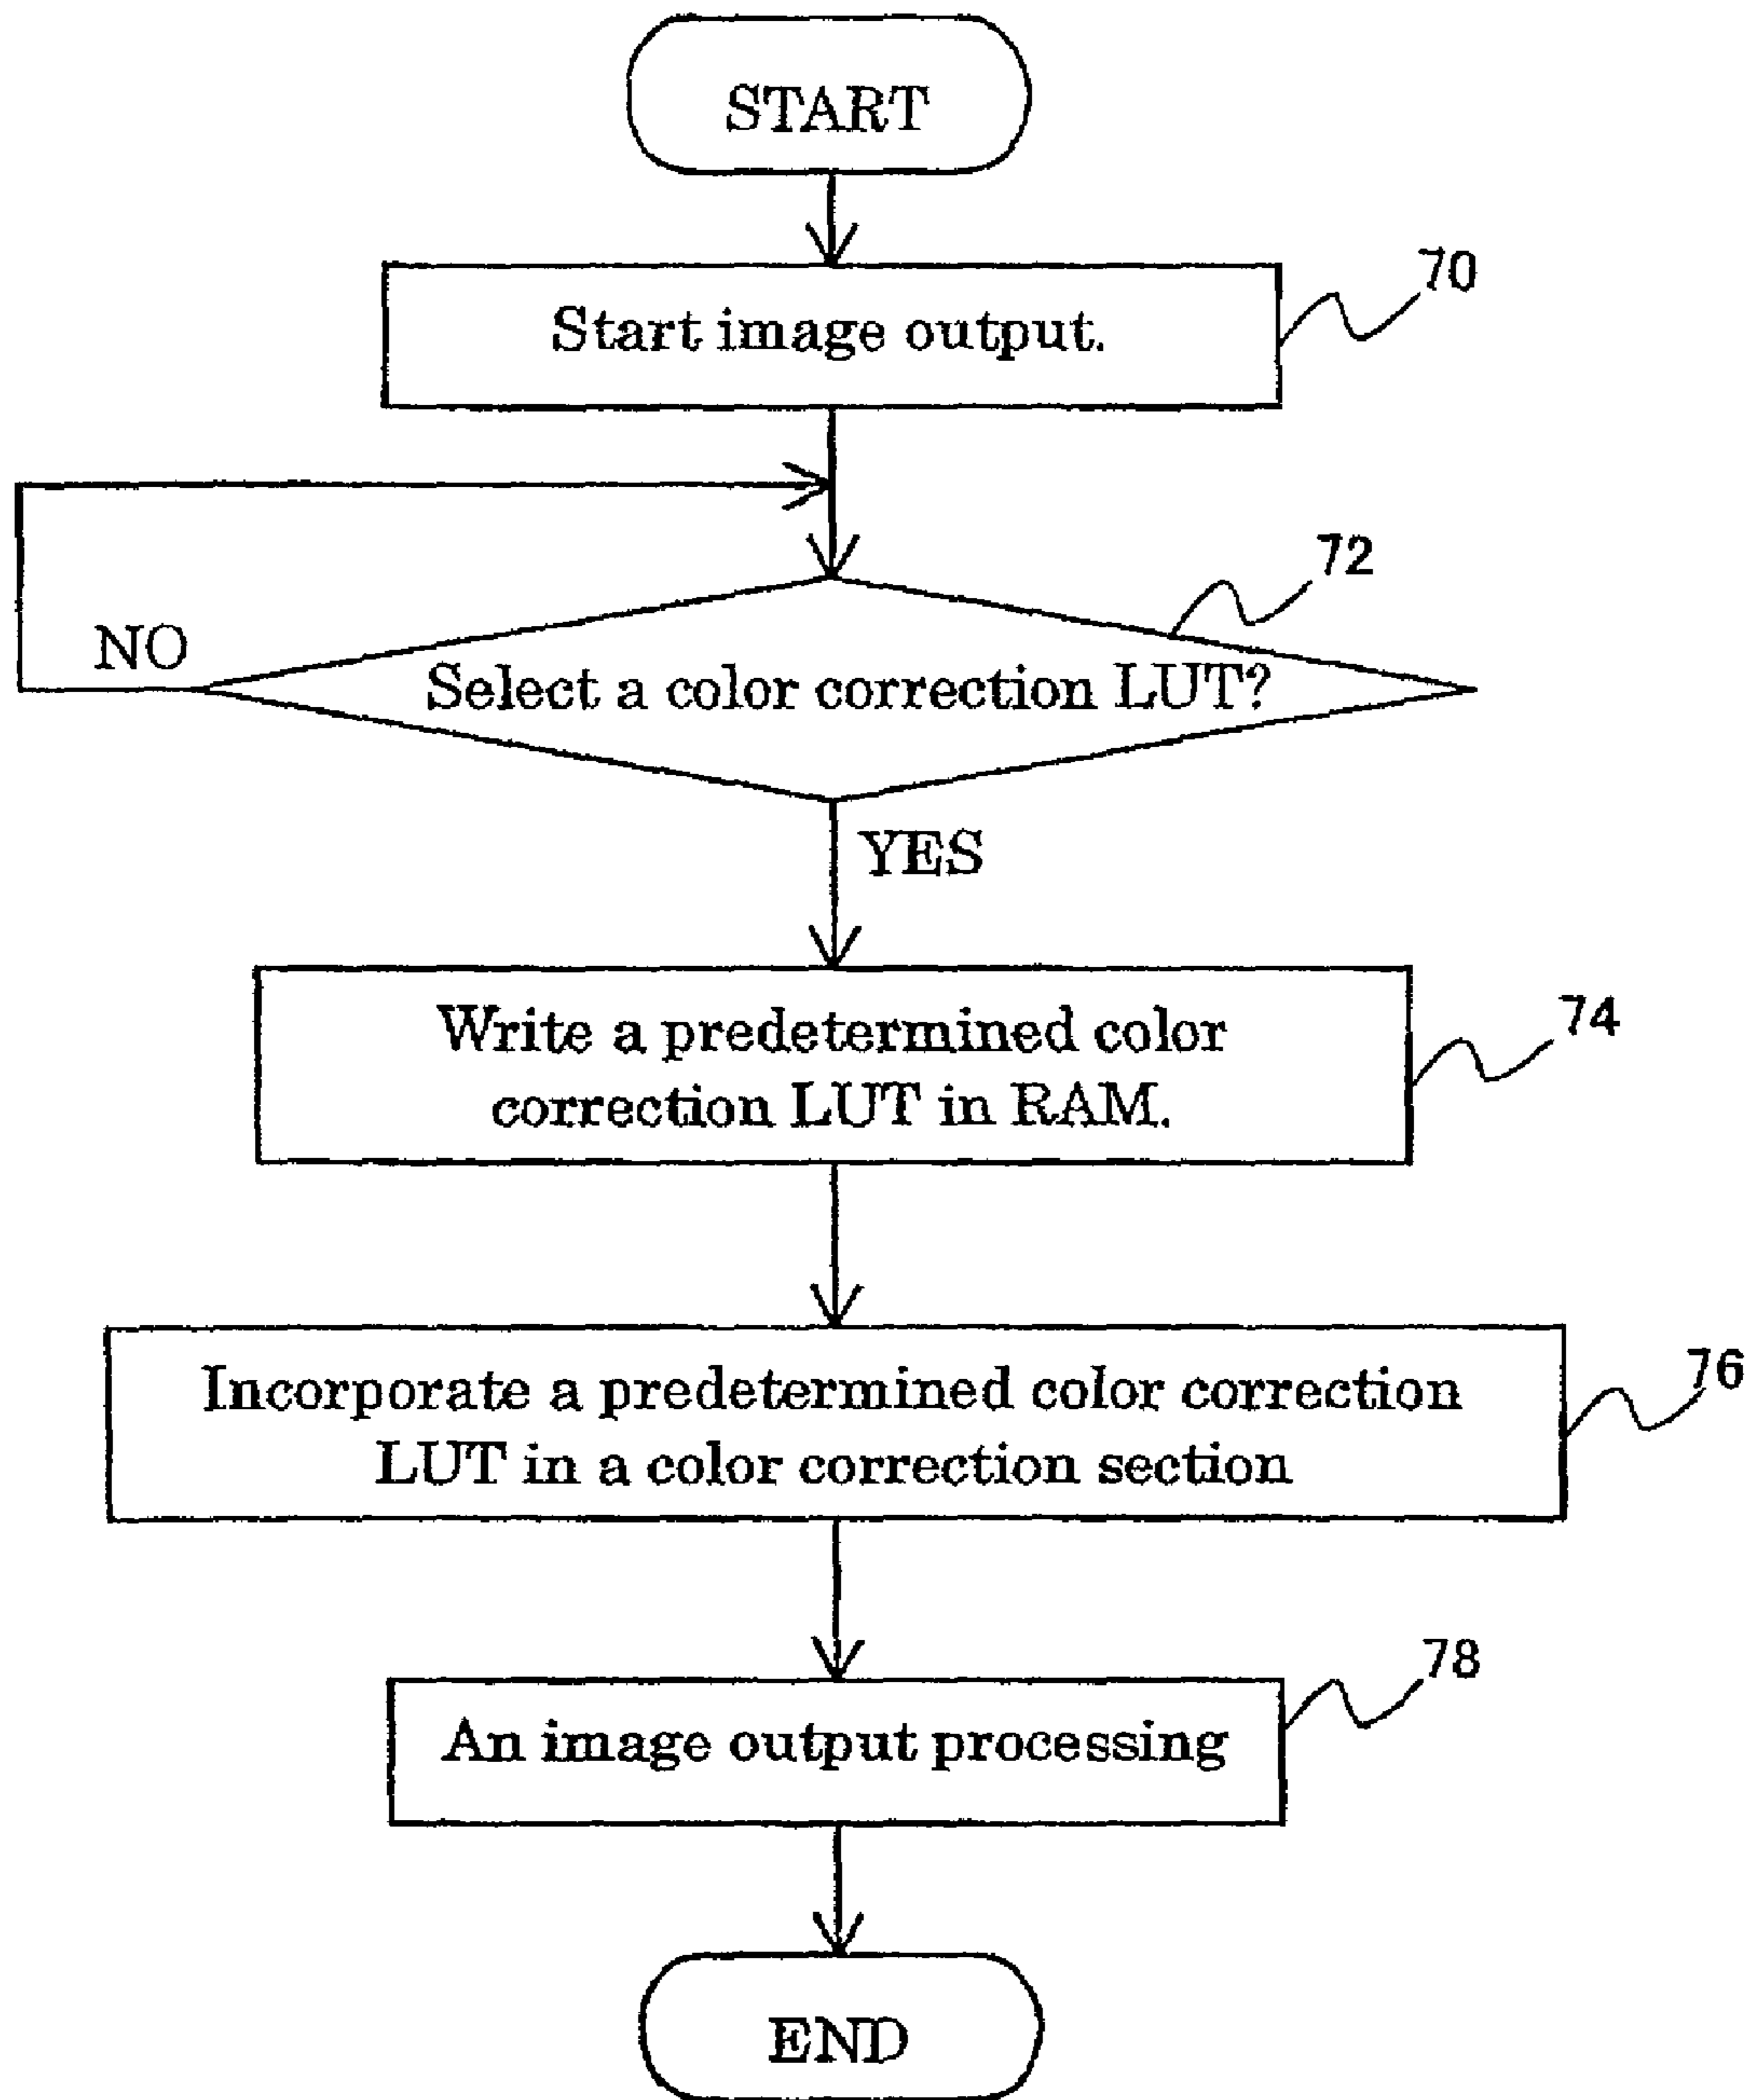 START
Start image output.
70
72
NO
Select a color correction LUT?
YES
Write a predetermined color
correction LUT in RAM.
74
Incorporate a predetermined color correction
LUT in a color correction section
76
An image output processing
78
END